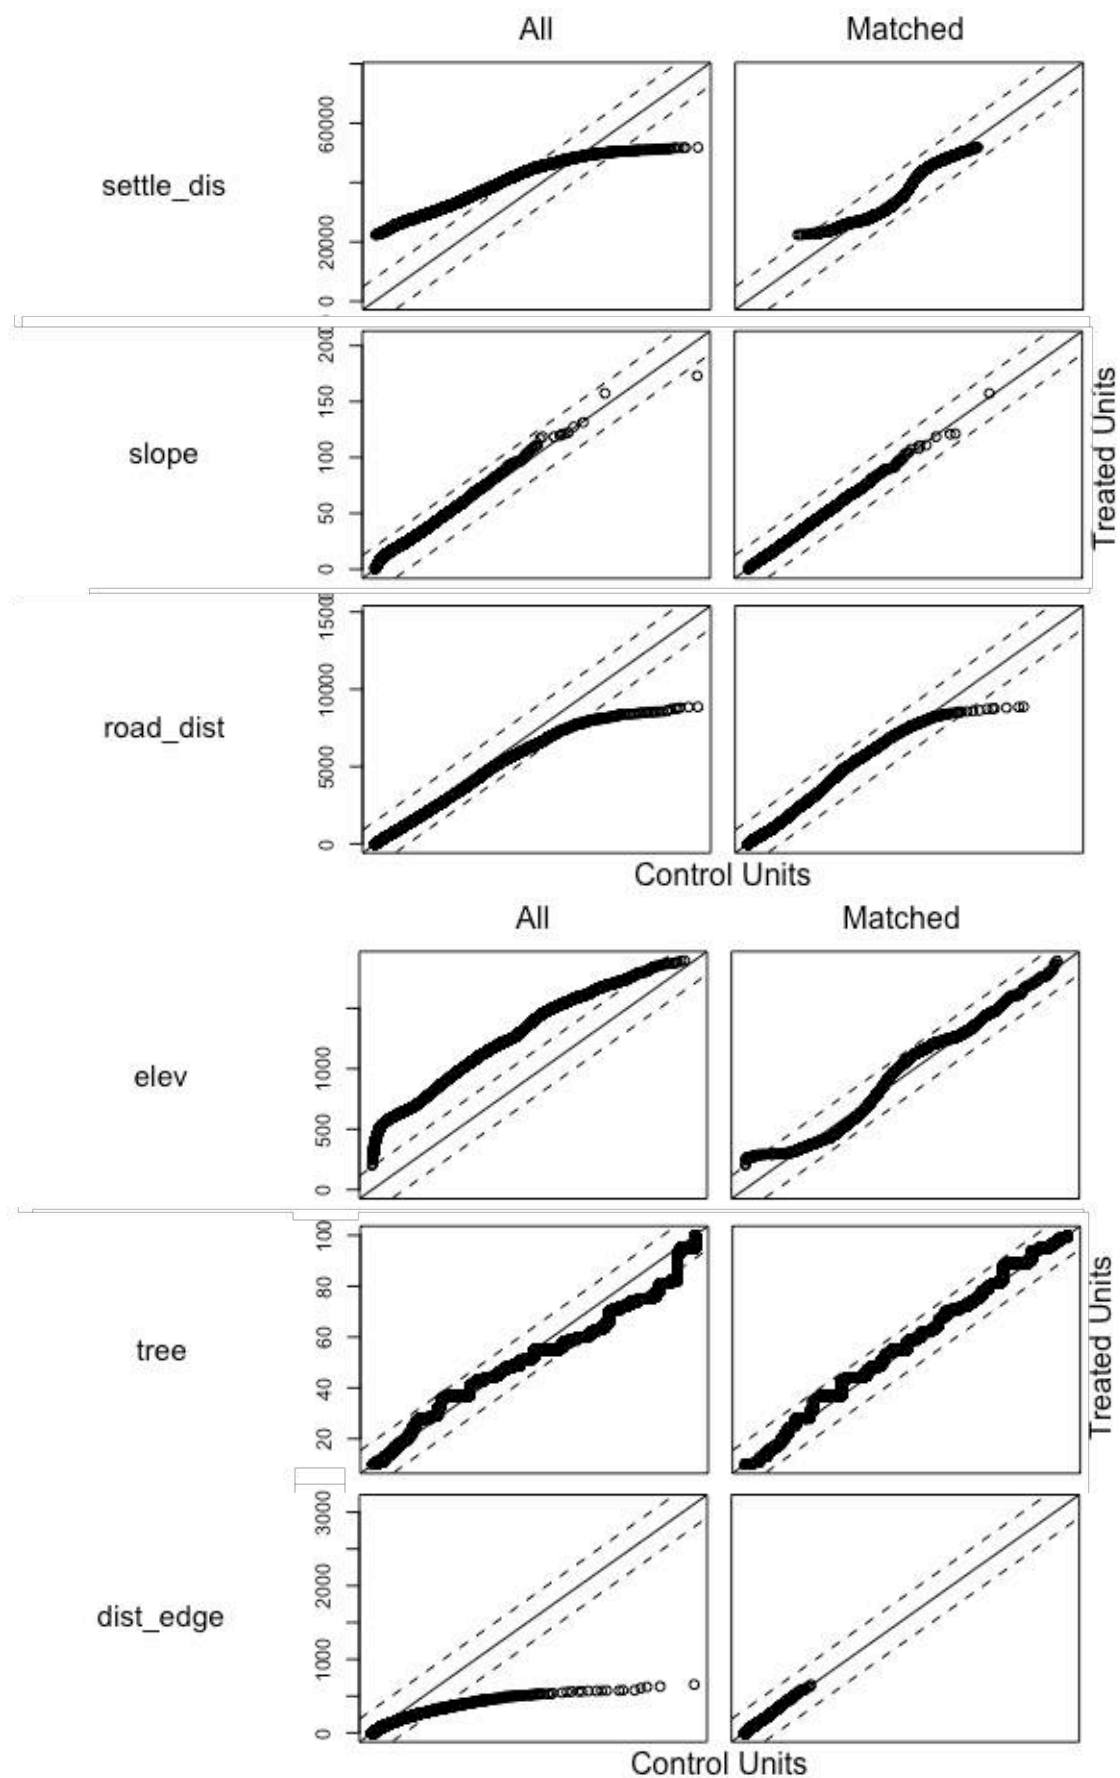 All Matched
settle_dis
0 20000 60000
slope
0 50 100 150 200
Treated Units
road_dist
0 5000 10000 15000
Control Units
All Matched
elev
0 500 1000
tree
20 40 60 80 100
Treated Units
dist_edge
0 1000 2000 3000
Control Units